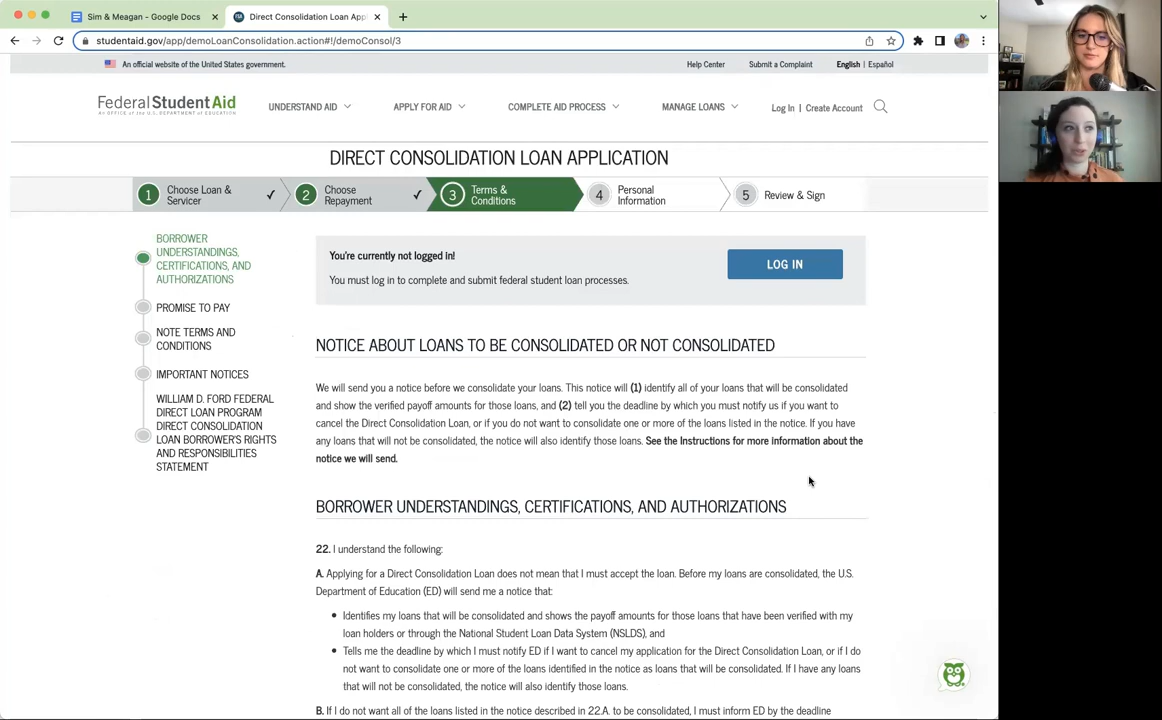 Sim & Meagan - Google Docs
Direct Consolidation Loan App
studentaid.gov/app/demoLoanConsolidation.action#!/demoConsol/3
An official website of the United States government.
Help Center
Submit a Complaint
English | Español
Federal Student Aid
AN OFFICE of the U.S. DEPARTMENT of EDUCATION
UNDERSTAND AID
APPLY FOR AID
COMPLETE AID PROCESS
MANAGE LOANS
Log In | Create Account
DIRECT CONSOLIDATION LOAN APPLICATION
1 Choose Loan & Servicer
2 Choose Repayment
3 Terms & Conditions
4 Personal Information
5 Review & Sign
BORROWER
UNDERSTANDINGS,
CERTIFICATIONS, AND
AUTHORIZATIONS
PROMISE TO PAY
NOTE TERMS AND
CONDITIONS
IMPORTANT NOTICES
WILLIAM D. FORD FEDERAL
DIRECT LOAN PROGRAM
DIRECT CONSOLIDATION
LOAN BORROWER'S RIGHTS
AND RESPONSIBILITIES
STATEMENT
You're currently not logged in!
You must log in to complete and submit federal student loan processes.
LOG IN
NOTICE ABOUT LOANS TO BE CONSOLIDATED OR NOT CONSOLIDATED
We will send you a notice before we consolidate your loans. This notice will (1) identify all of your loans that will be consolidated
and show the verified payoff amounts for those loans, and (2) tell you the deadline by which you must notify us if you want to
cancel the Direct Consolidation Loan, or if you do not want to consolidate one or more of the loans listed in the notice. If you have
any loans that will not be consolidated, the notice will also identify those loans. See the Instructions for more information about the
notice we will send.
BORROWER UNDERSTANDINGS, CERTIFICATIONS, AND AUTHORIZATIONS
22. I understand the following:
A. Applying for a Direct Consolidation Loan does not mean that I must accept the loan. Before my loans are consolidated, the U.S.
Department of Education (ED) will send me a notice that:
• Identifies my loans that will be consolidated and shows the payoff amounts for those loans that have been verified with my
loan holders or through the National Student Loan Data System (NSLDS), and
• Tells me the deadline by which I must notify ED if I want to cancel my application for the Direct Consolidation Loan, or if I do
not want to consolidate one or more of the loans identified in the notice as loans that will be consolidated. If I have any loans
that will not be consolidated, the notice will also identify those loans.
B. If I do not want all of the loans listed in the notice described in 22.A. to be consolidated, I must inform ED by the deadline